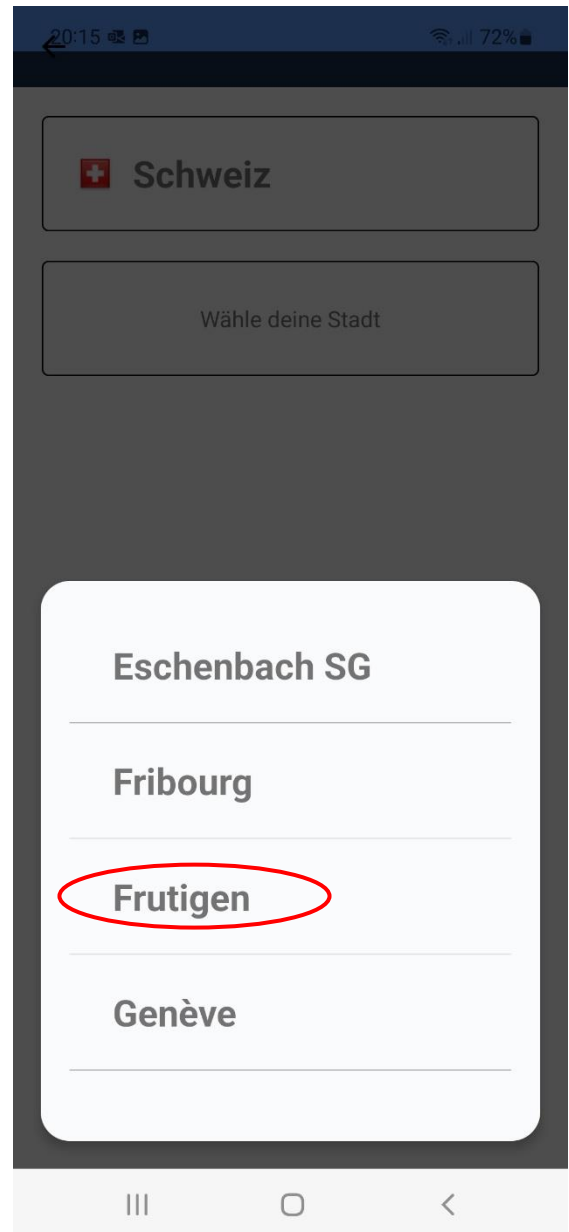 20:15 72%
Schweiz
Wähle deine Stadt
Eschenbach SG
Fribourg
Frutigen
Genève